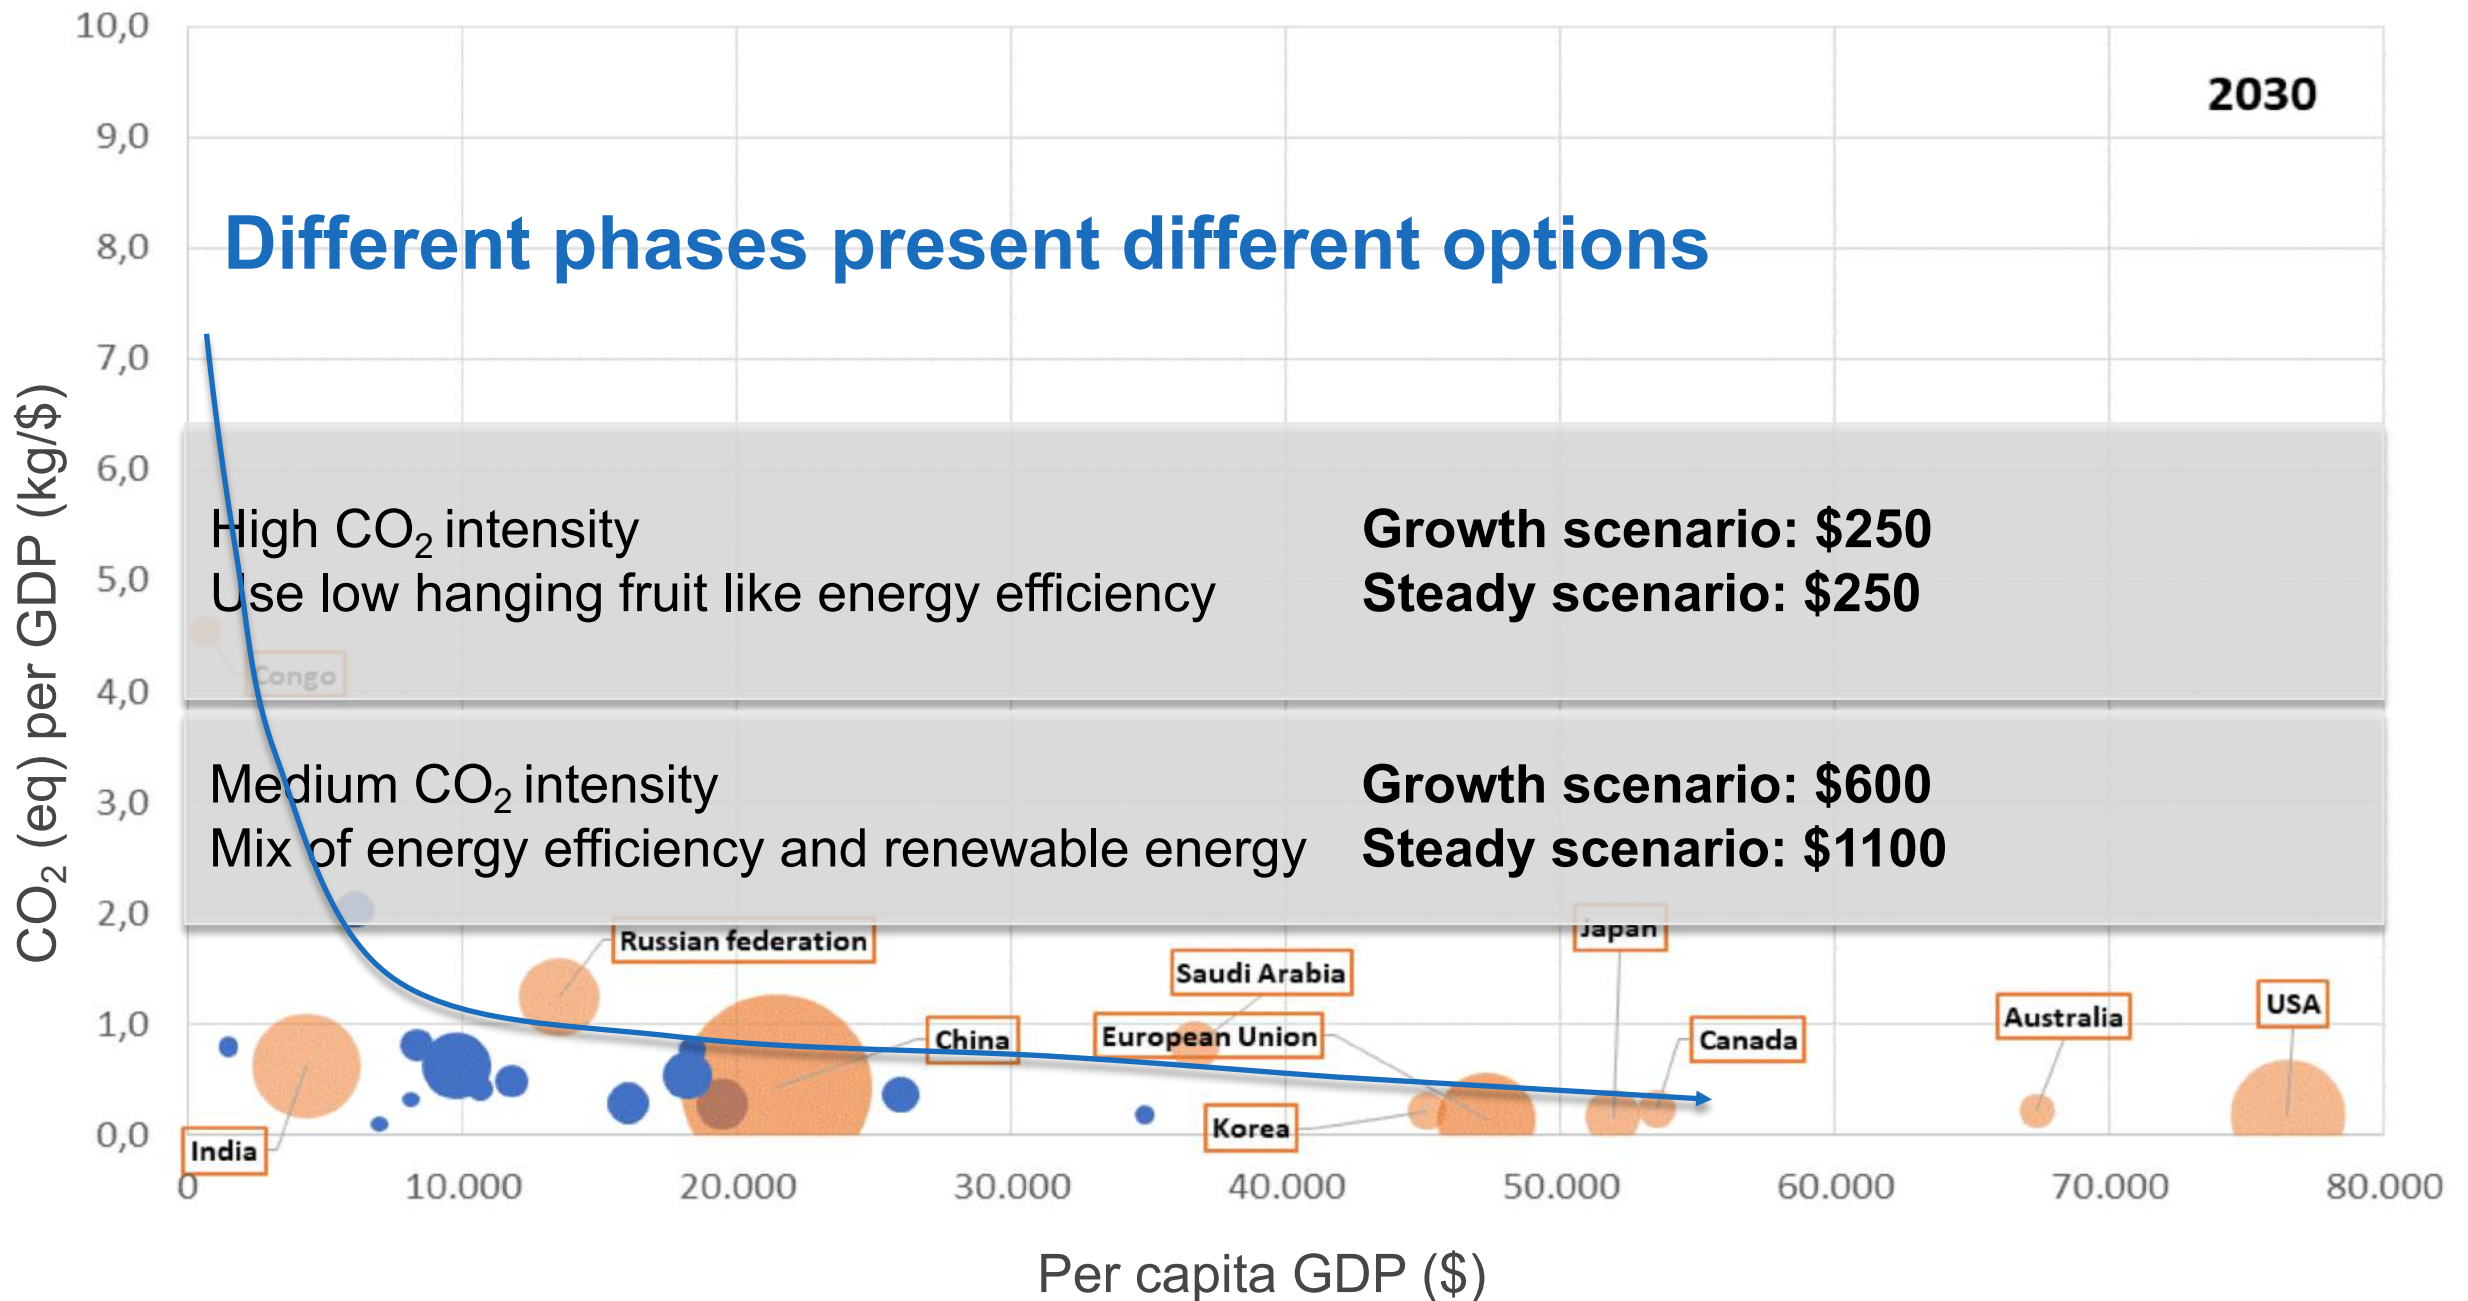 2030
Different phases present different options
CO₂ (eq) per GDP (kg/$)
10,0
9,0
8,0
7,0
6,0
5,0
4,0
3,0
2,0
1,0
0,0
High CO₂ intensity
Use low hanging fruit like energy efficiency
Growth scenario: $250
Steady scenario: $250
Congo
Medium CO₂ intensity
Mix of energy efficiency and renewable energy
Growth scenario: $600
Steady scenario: $1100
Russian federation
Japan
Saudi Arabia
USA
Australia
European Union
China
Canada
Korea
India
0
10.000
20.000
30.000
40.000
50.000
60.000
70.000
80.000
Per capita GDP ($)